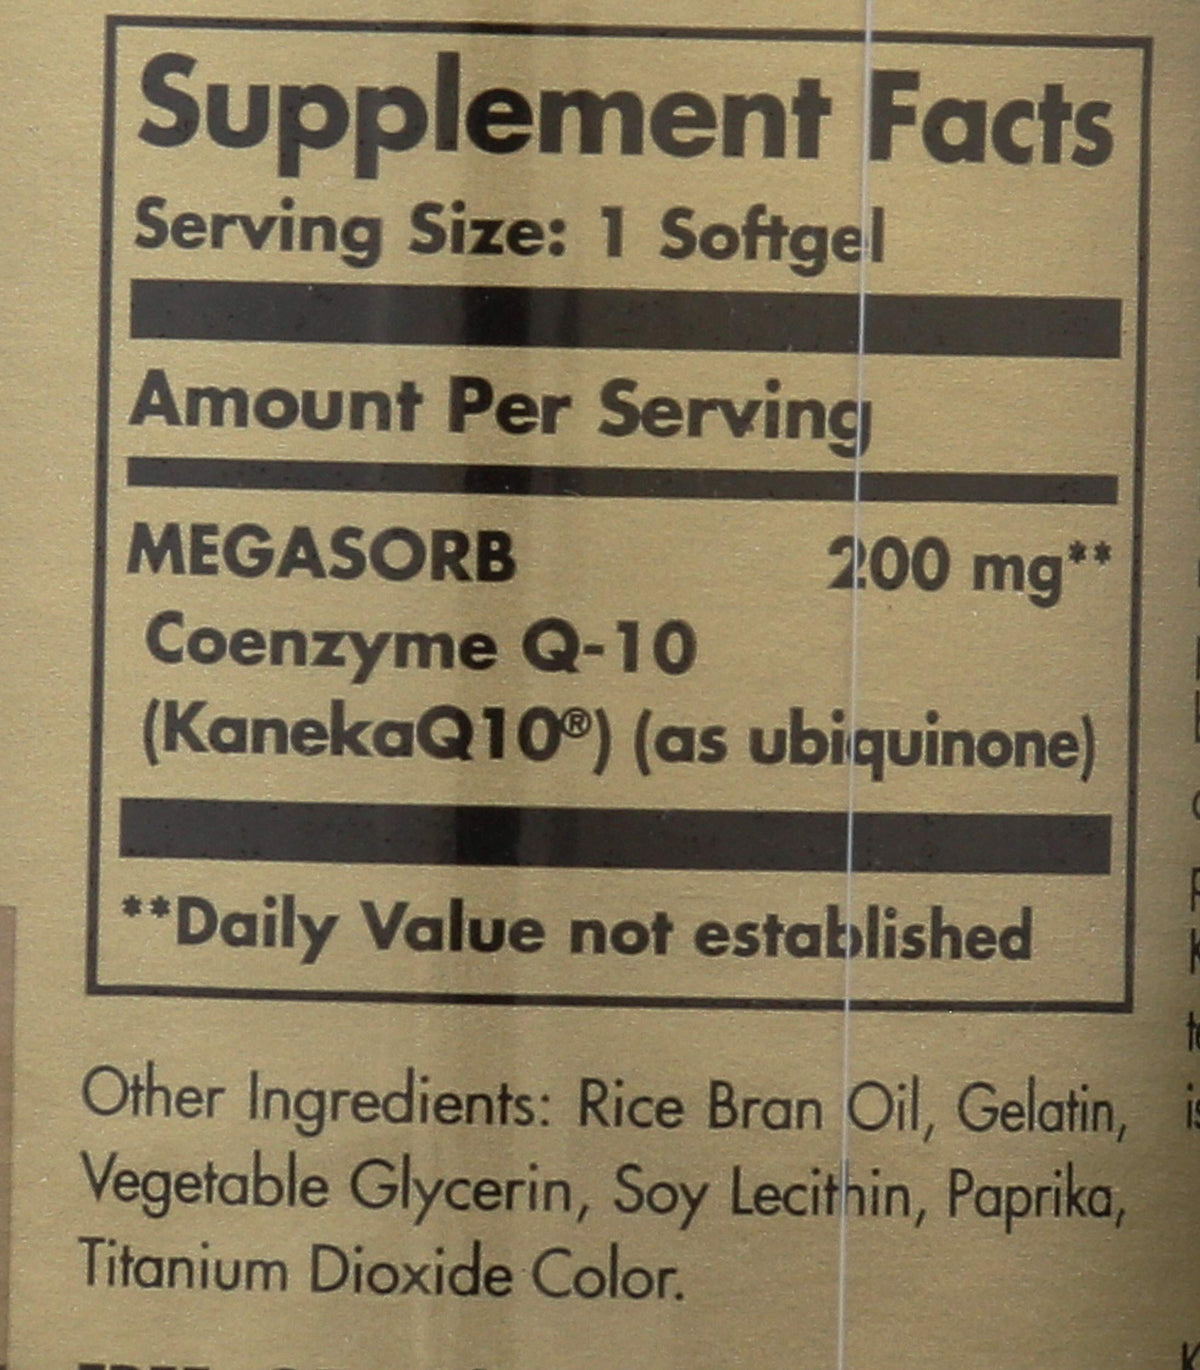 Supplement Facts
Serving Size: 1 Softgel
Amount Per Serving
MEGASORB 200 mg**
Coenzyme Q-10
(KanekaQ10®) (as ubiquinone)
**Daily Value not established
Other Ingredients: Rice Bran Oil, Gelatin,
Vegetable Glycerin, Soy Lecithin, Paprika,
Titanium Dioxide Color.